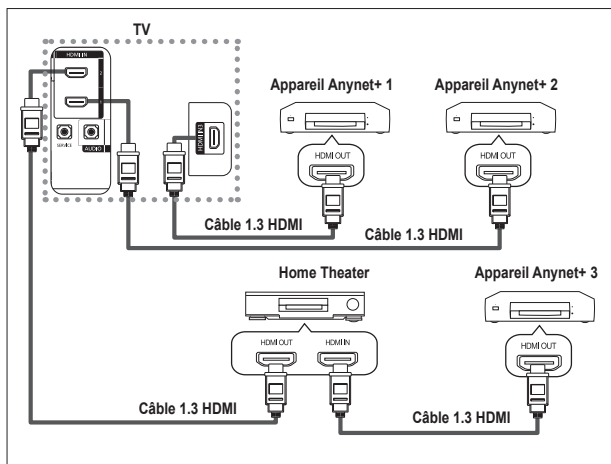 TV
HDMI IN
2
SERVICE
AUDIO
HDMI IN 3
Appareil Anynet+ 1
Appareil Anynet+ 2
HDMI OUT
HDMI OUT
Câble 1.3 HDMI
Câble 1.3 HDMI
Home Theater
Appareil Anynet+ 3
HDMI OUT
HDMI IN
HDMI OUT
Câble 1.3 HDMI
Câble 1.3 HDMI